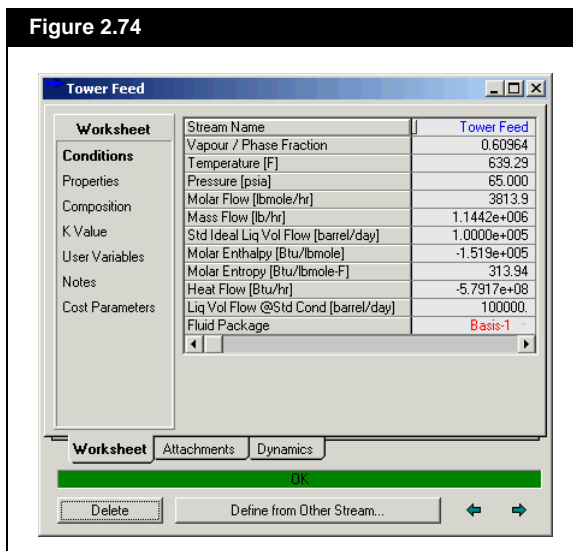 Figure 2.74
Tower Feed
Worksheet
Conditions
Properties
Composition
K Value
User Variables
Notes
Cost Parameters
Stream Name Tower Feed
Vapour / Phase Fraction 0.60964
Temperature [F] 639.29
Pressure [psia] 65.000
Molar Flow [lbmole/hr] 3813.9
Mass Flow [lb/hr] 1.1442e+006
Std Ideal Liq Vol Flow [barrel/day] 1.0000e+005
Molar Enthalpy [Btu/lbmole] -1.519e+005
Molar Entropy [Btu/lbmole-F] 313.94
Heat Flow [Btu/hr] -5.7917e+08
Liq Vol Flow @Std Cond [barrel/day] 100000.
Fluid Package Basis-1
Worksheet Attachments Dynamics
OK
Delete Define from Other Stream...